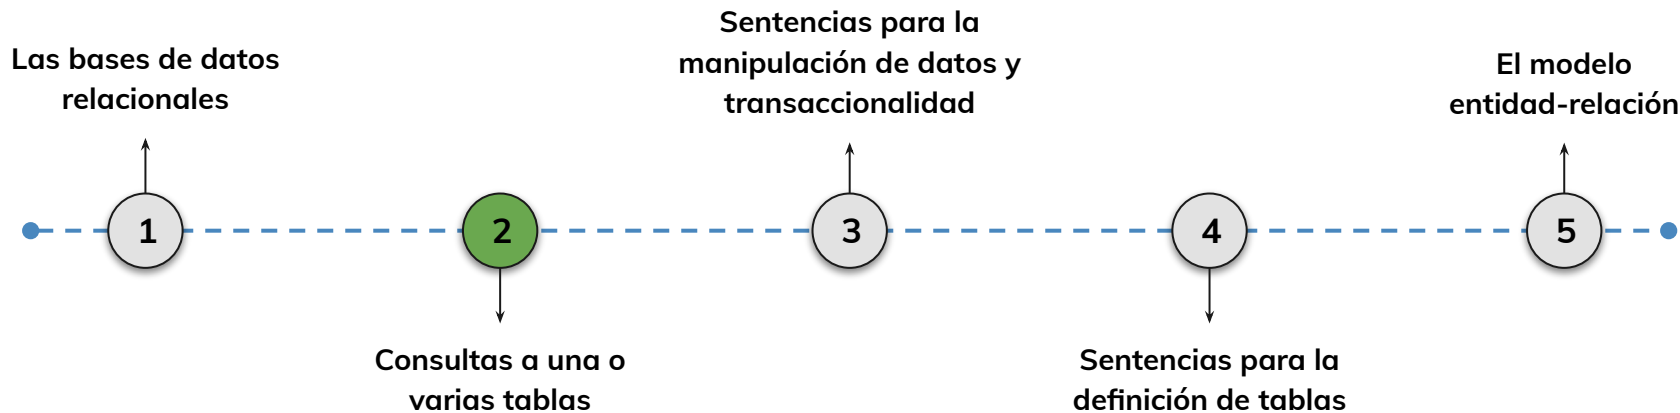 Las bases de datos
relacionales
1
2
Consultas a una o
varias tablas
Sentencias para la
manipulación de datos y
transaccionalidad
3
4
Sentencias para la
definición de tablas
El modelo
entidad-relación
5